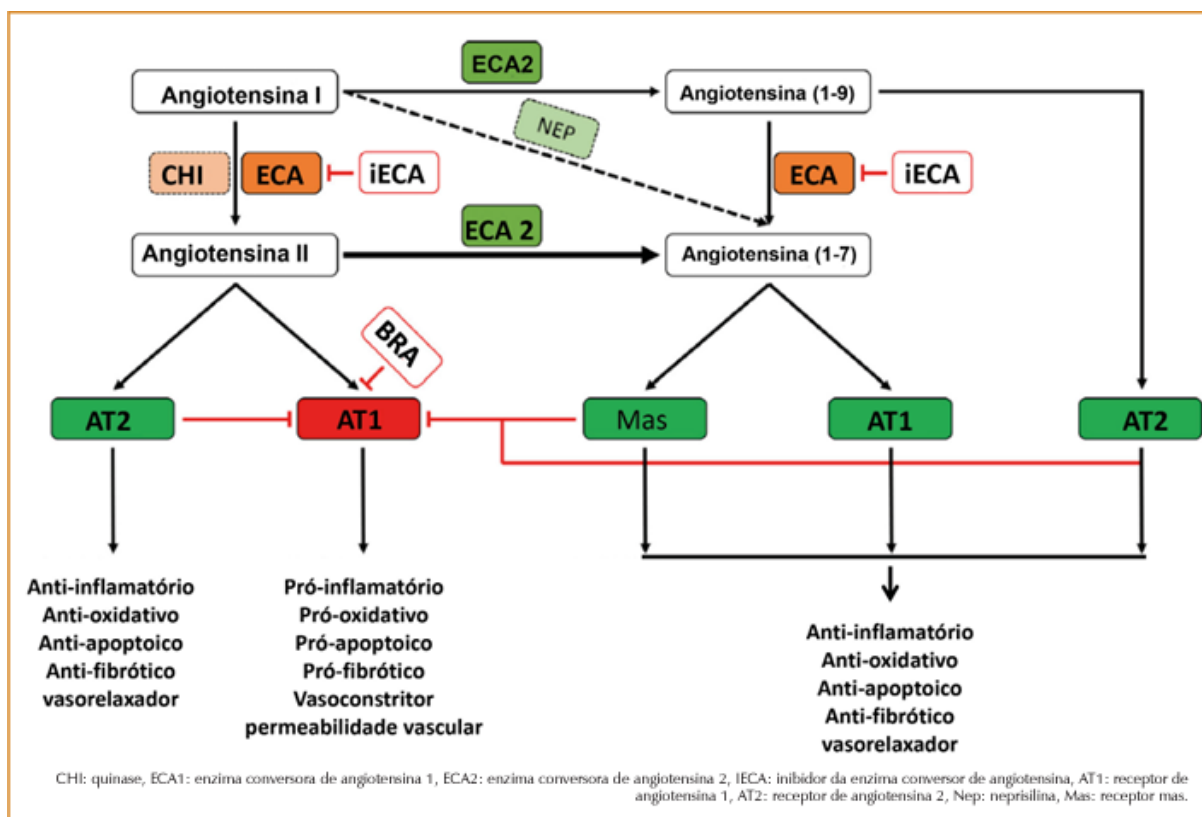 ECA2
Angiotensina I
Angiotensina (1-9)
NEP
CHI
ECA
iECA
ECA
iECA
ECA 2
Angiotensina II
Angiotensina (1-7)
BRA
AT2
AT1
Mas
AT1
AT2
Anti-inflamatório
Anti-oxidativo
Anti-apoptoico
Anti-fibrótico
vasorelaxador
Pró-inflamatório
Pró-oxidativo
Pró-apoptoico
Pró-fibrótico
Vasoconstritor
permeabilidade vascular
Anti-inflamatório
Anti-oxidativo
Anti-apoptoico
Anti-fibrótico
vasorelaxador
CHI: quinase, ECA1: enzima conversora de angiotensina 1, ECA2: enzima conversora de angiotensina 2, IECA: inibidor da enzima conversor de angiotensina, AT1: receptor de
angiotensina 1, AT2: receptor de angiotensina 2, Nep: neprisilina, Mas: receptor mas.